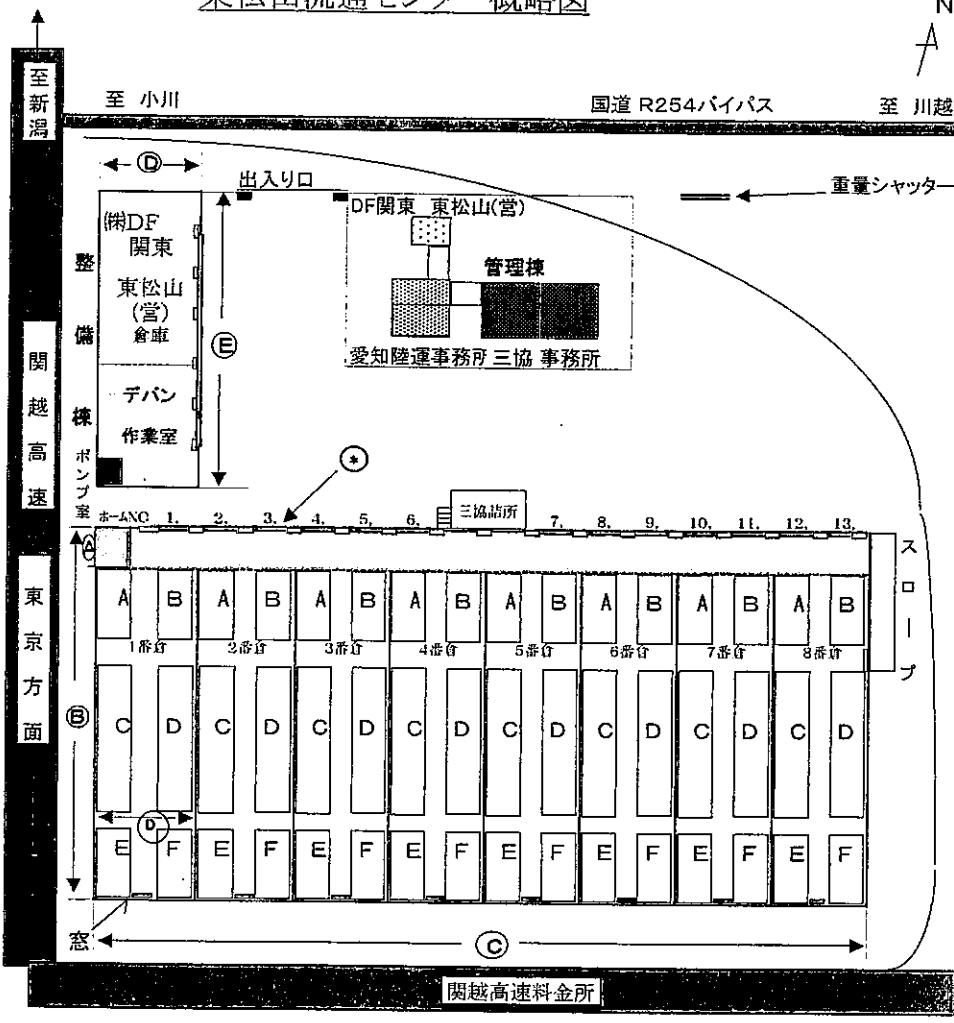 東松山流通センター概略図
N
至新潟
至 小川
国道 R254バイパス
至 川越
D
出入り口
重量シャッター
DF関東 東松山(営)
㈱DF
関東
東松山
(営)
倉庫
管理棟
整備棟
E
愛知陸運事務所 三協 事務所
関越高速
デバン
作業室
ポンプ室
*
三協詰所
ホームNO 1, 2, 3, 4, 5, 6, 7, 8, 9, 10, 11, 12, 13,
A
スロープ
A B A B A B A B A B A B A B A B
1番倉 2番倉 3番倉 4番倉 5番倉 6番倉 7番倉 8番倉
東京方面
B
C D C D C D C D C D C D C D C D
D
E F E F E F E F E F E F E F E F
窓
C
関越高速料金所